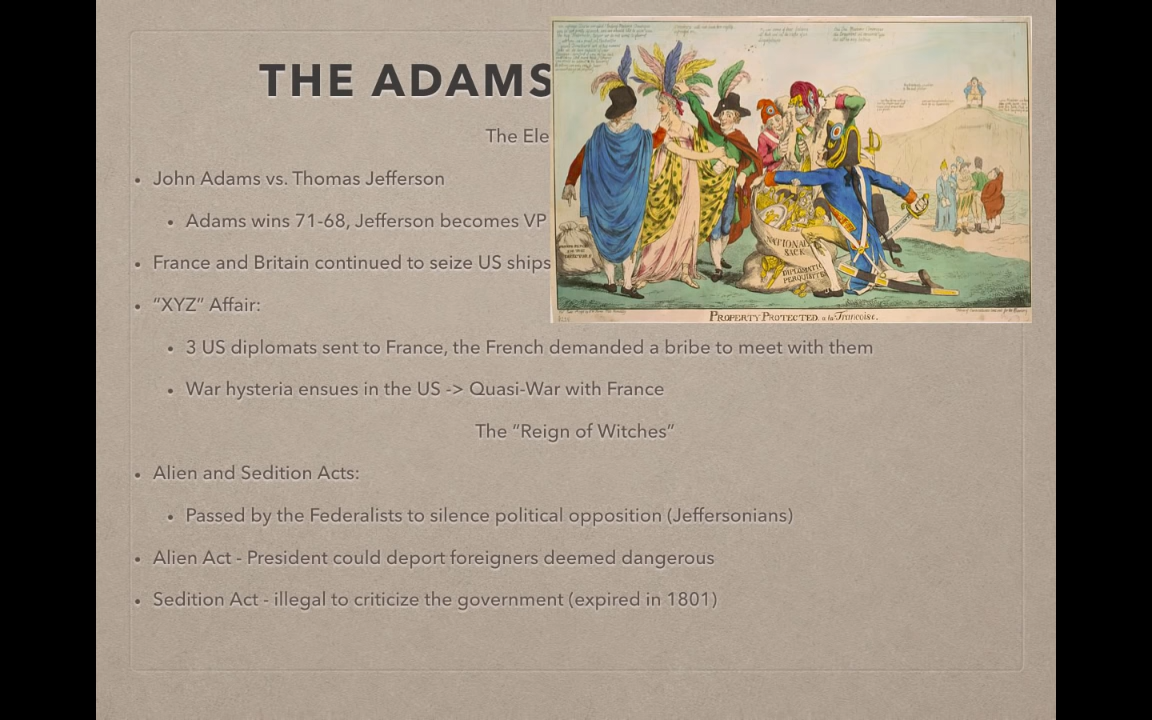 THE ADAMS
The Ele
• John Adams vs. Thomas Jefferson
• Adams wins 71-68, Jefferson becomes VP
• France and Britain continued to seize US ships
• “XYZ” Affair:
• 3 US diplomats sent to France, the French demanded a bribe to meet with them
• War hysteria ensues in the US -> Quasi-War with France
The “Reign of Witches”
• Alien and Sedition Acts:
• Passed by the Federalists to silence political opposition (Jeffersonians)
• Alien Act - President could deport foreigners deemed dangerous
• Sedition Act - illegal to criticize the government (expired in 1801)
NATIONAL
SACK
DIPLOMATIC
PERQUISITES
PROPERTY PROTECTED. a la Françoise.